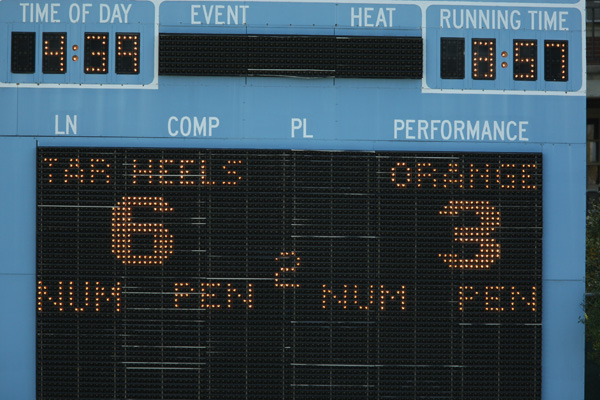 TIME OF DAY EVENT HEAT RUNNING TIME
4:39 8:57
LN COMP PL PERFORMANCE
TAR HEELS ORANGE
6 3
2
NUM PEN NUM PEN